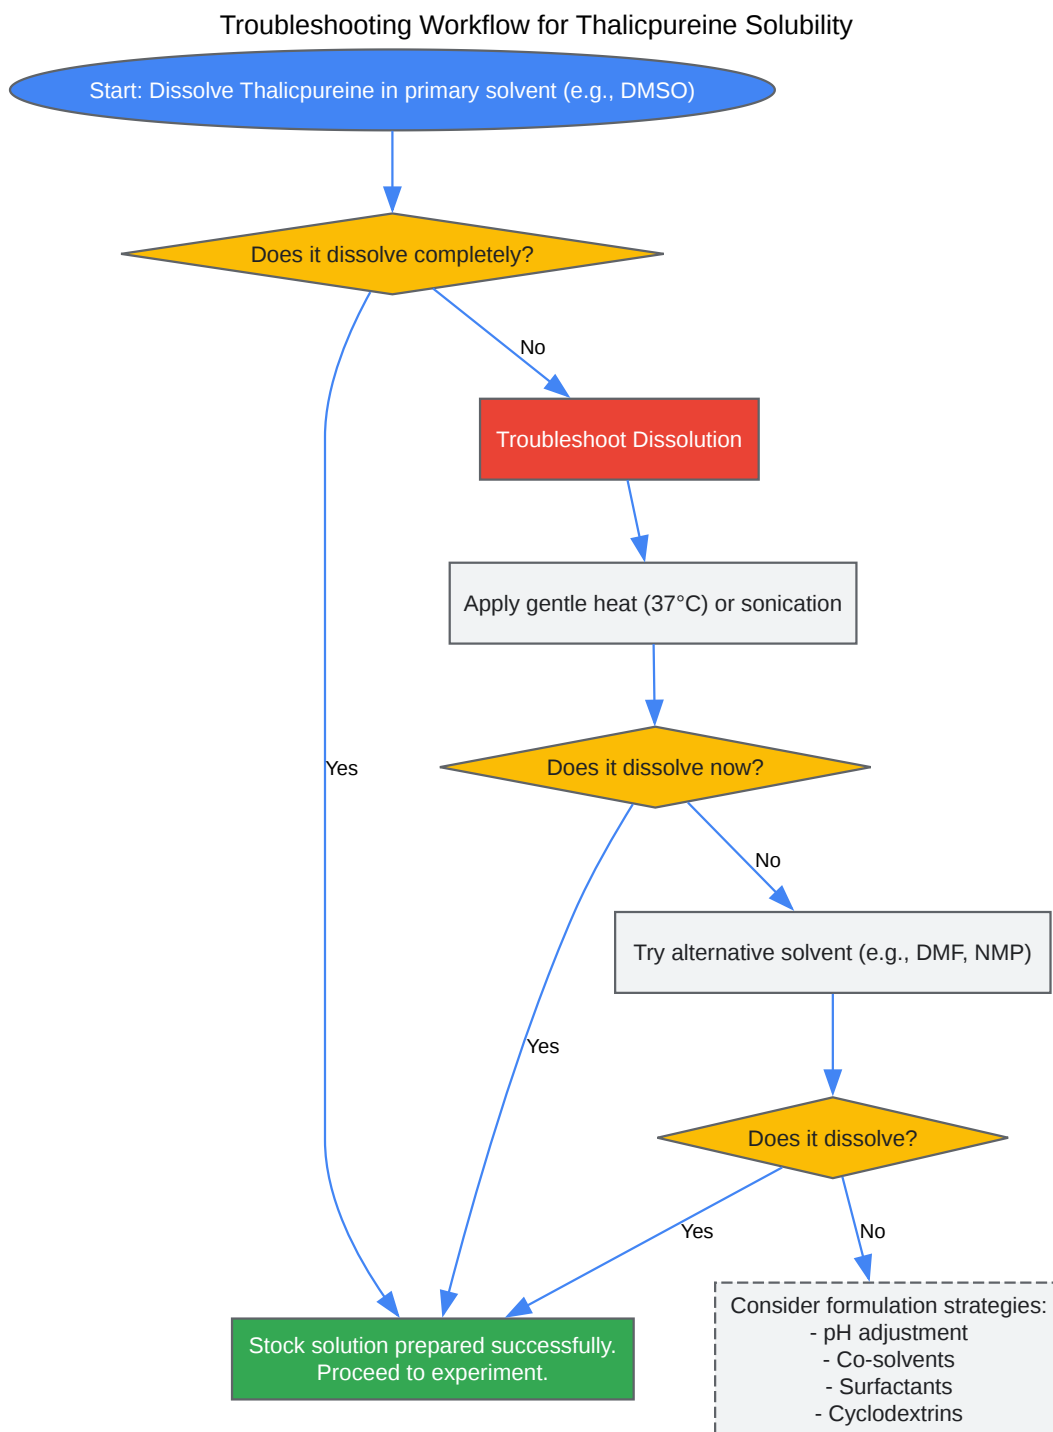 Troubleshooting Workflow for Thalicpureine Solubility
Start: Dissolve Thalicpureine in primary solvent (e.g., DMSO)
Does it dissolve completely?
No
Troubleshoot Dissolution
Apply gentle heat (37°C) or sonication
Yes
Does it dissolve now?
No
Try alternative solvent (e.g., DMF, NMP)
Yes
Does it dissolve?
Yes
No
Stock solution prepared successfully.
Proceed to experiment.
Consider formulation strategies:
- pH adjustment
- Co-solvents
- Surfactants
- Cyclodextrins